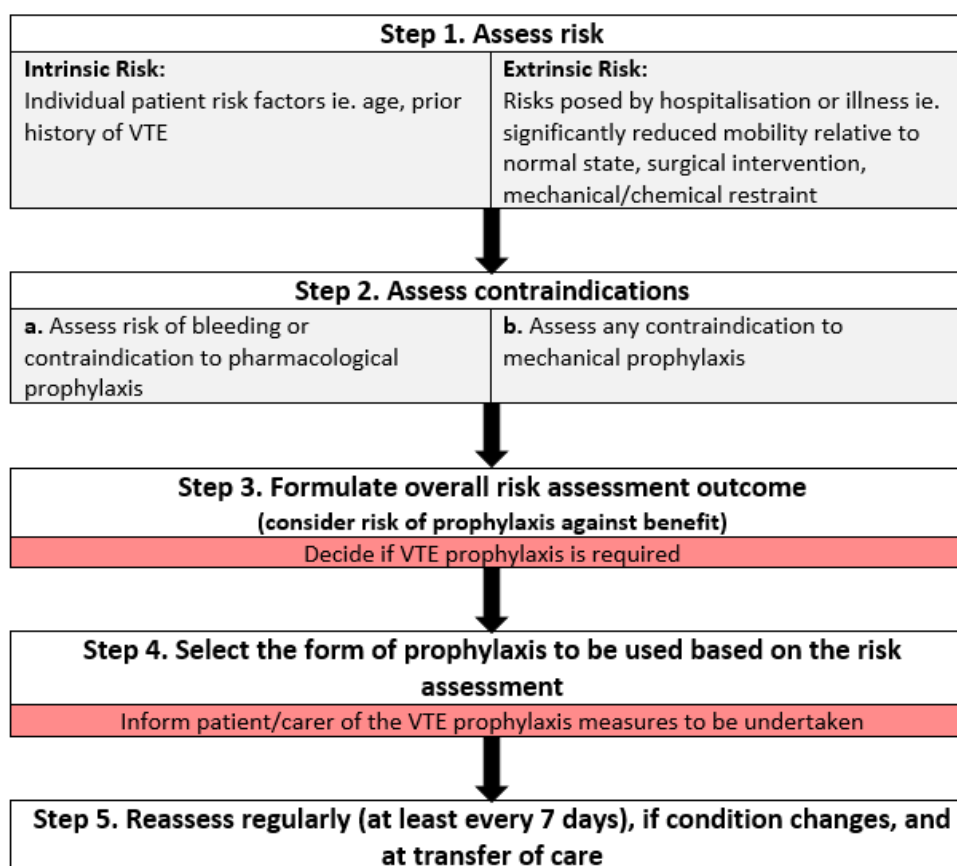 Step 1. Assess risk
Intrinsic Risk:
Individual patient risk factors ie. age, prior
history of VTE
Extrinsic Risk:
Risks posed by hospitalisation or illness ie.
significantly reduced mobility relative to
normal state, surgical intervention,
mechanical/chemical restraint
Step 2. Assess contraindications
a. Assess risk of bleeding or
contraindication to pharmacological
prophylaxis
b. Assess any contraindication to
mechanical prophylaxis
Step 3. Formulate overall risk assessment outcome
(consider risk of prophylaxis against benefit)
Decide if VTE prophylaxis is required
Step 4. Select the form of prophylaxis to be used based on the risk
assessment
Inform patient/carer of the VTE prophylaxis measures to be undertaken
Step 5. Reassess regularly (at least every 7 days), if condition changes, and
at transfer of care